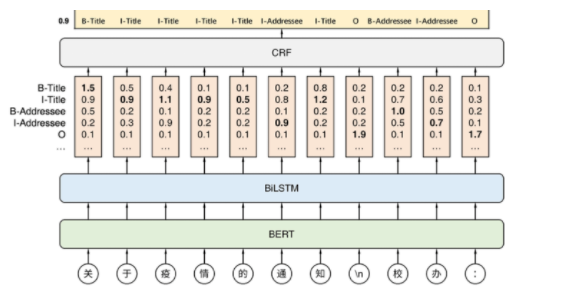 0.9 B-Title I-Title I-Title I-Title I-Title I-Addressee I-Title O B-Addressee I-Addressee O
CRF
B-Title 1.5 0.5 0.4 0.1 0.1 0.2 0.8 0.2 0.2 0.2 0.1
I-Title 0.9 0.9 1.1 0.9 0.5 0.8 1.2 0.1 0.7 0.6 0.3
B-Addressee 0.5 0.2 0.1 0.2 0.2 0.1 0.2 0.2 1.0 0.5 0.2
I-Addressee 0.2 0.3 0.9 0.2 0.2 0.9 0.2 0.2 0.5 0.7 0.1
O 0.1 0.1 0.1 0.1 0.1 0.1 0.1 1.9 0.1 0.1 1.7
... ... ... ... ... ... ... ... ... ... ... ...
BiLSTM
BERT
关 于 疫 情 的 通 知 \n 校 办 :